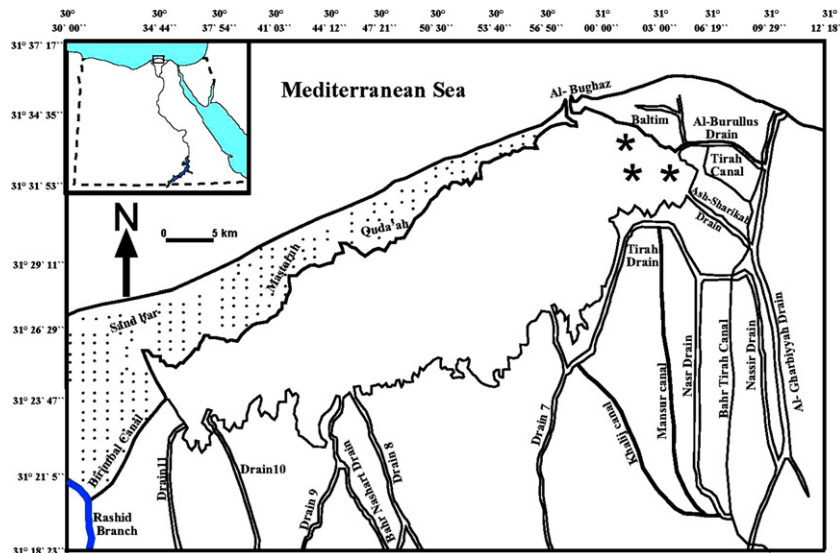 30° 30° 30° 30° 30° 30° 30° 30° 31° 31° 31° 31° 31°
30' 00" 34' 44" 37' 54" 41' 03" 44' 12" 47' 21" 50' 30" 53' 40" 56' 50" 00' 07" 03' 00" 06' 19" 09' 29" 12' 18"
31° 37' 17"
31° 34' 35"
31° 31' 53"
31° 29' 11"
31° 26' 29"
31° 23' 47"
31° 21' 5"
31° 18' 23"
Mediterranean Sea
Al- Bughaz
Baltim
Al-Burullus
Drain
Tirah
Canal
Ash-Sharikah
Drain
N
0 5 km
Quda'ah
Mastaruh
Sand bar
Tirah
Drain
Mansur canal
Nasr Drain
Bahr Tirah Canal
Nassir Drain
Al- Gharbiyyah Drain
Khalij canal
Drain 7
Drain 8
Bahr Nashart Drain
Drain 9
Drain10
Drain11
Birimbal Canal
Rashid
Branch